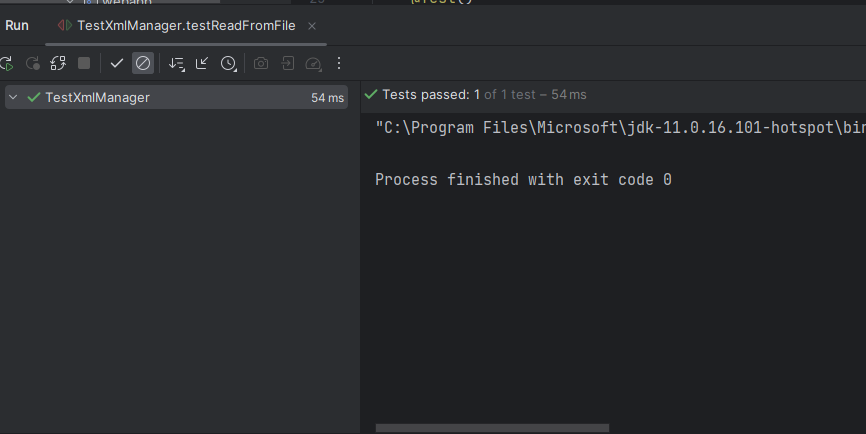 Run TestXmlManager.testReadFromFile
TestXmlManager 54 ms
Tests passed: 1 of 1 test – 54 ms
"C:\Program Files\Microsoft\jdk-11.0.16.101-hotspot\bin
Process finished with exit code 0